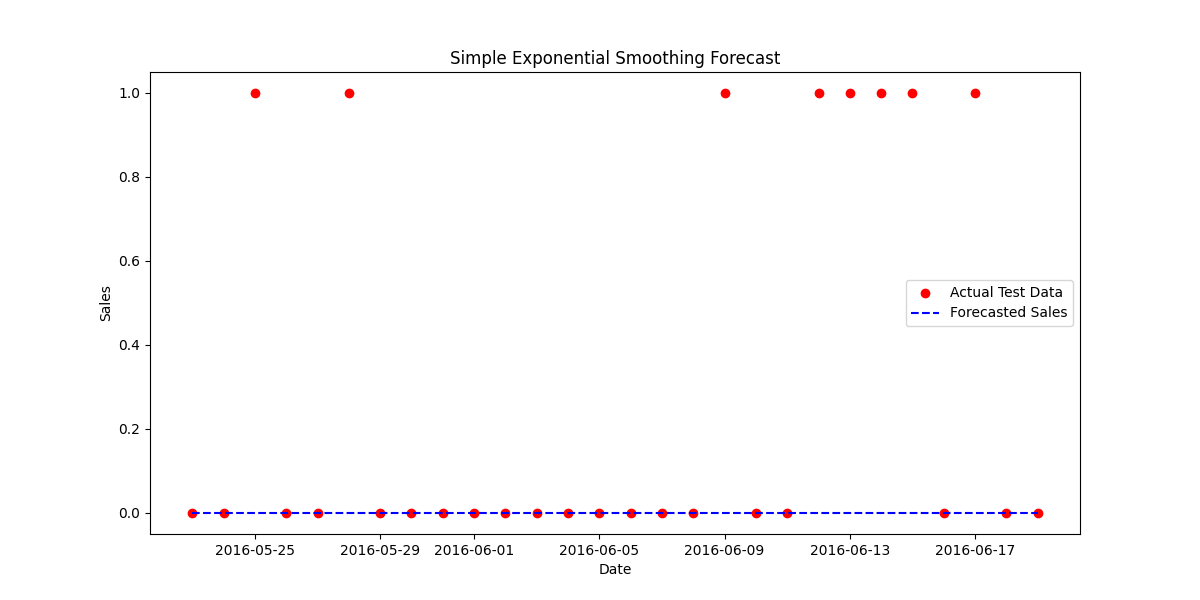 Simple Exponential Smoothing Forecast
1.0
0.8
0.6
0.4
0.2
0.0
Sales
Actual Test Data
Forecasted Sales
2016-05-25 2016-05-29 2016-06-01 2016-06-05 2016-06-09 2016-06-13 2016-06-17
Date